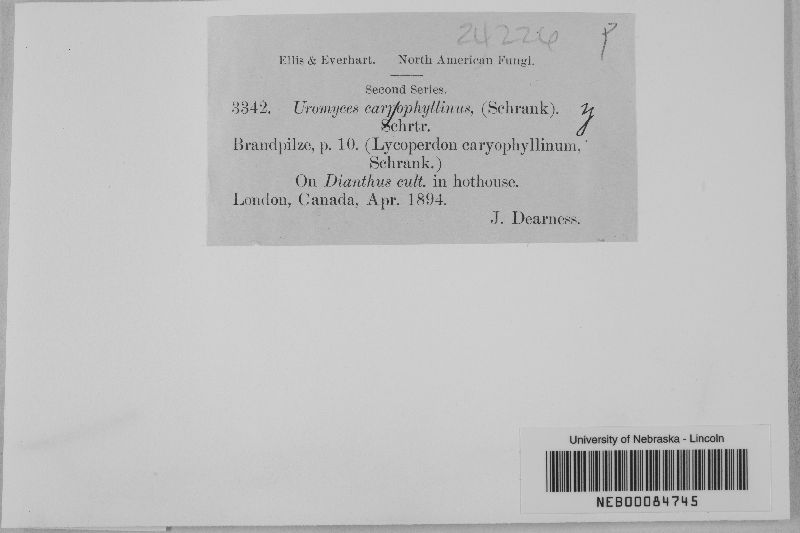 24226 P
Ellis & Everhart. North American Fungi.
Second Series.
3342. Uromyces caryophyllinus, (Schrank). y
Schrtr.
Brandpilze, p. 10. (Lycoperdon caryophyllinum,
Schrank.)
On Dianthus cult. in hothouse.
London, Canada, Apr. 1894.
J. Dearness.
University of Nebraska - Lincoln
NEB00084745